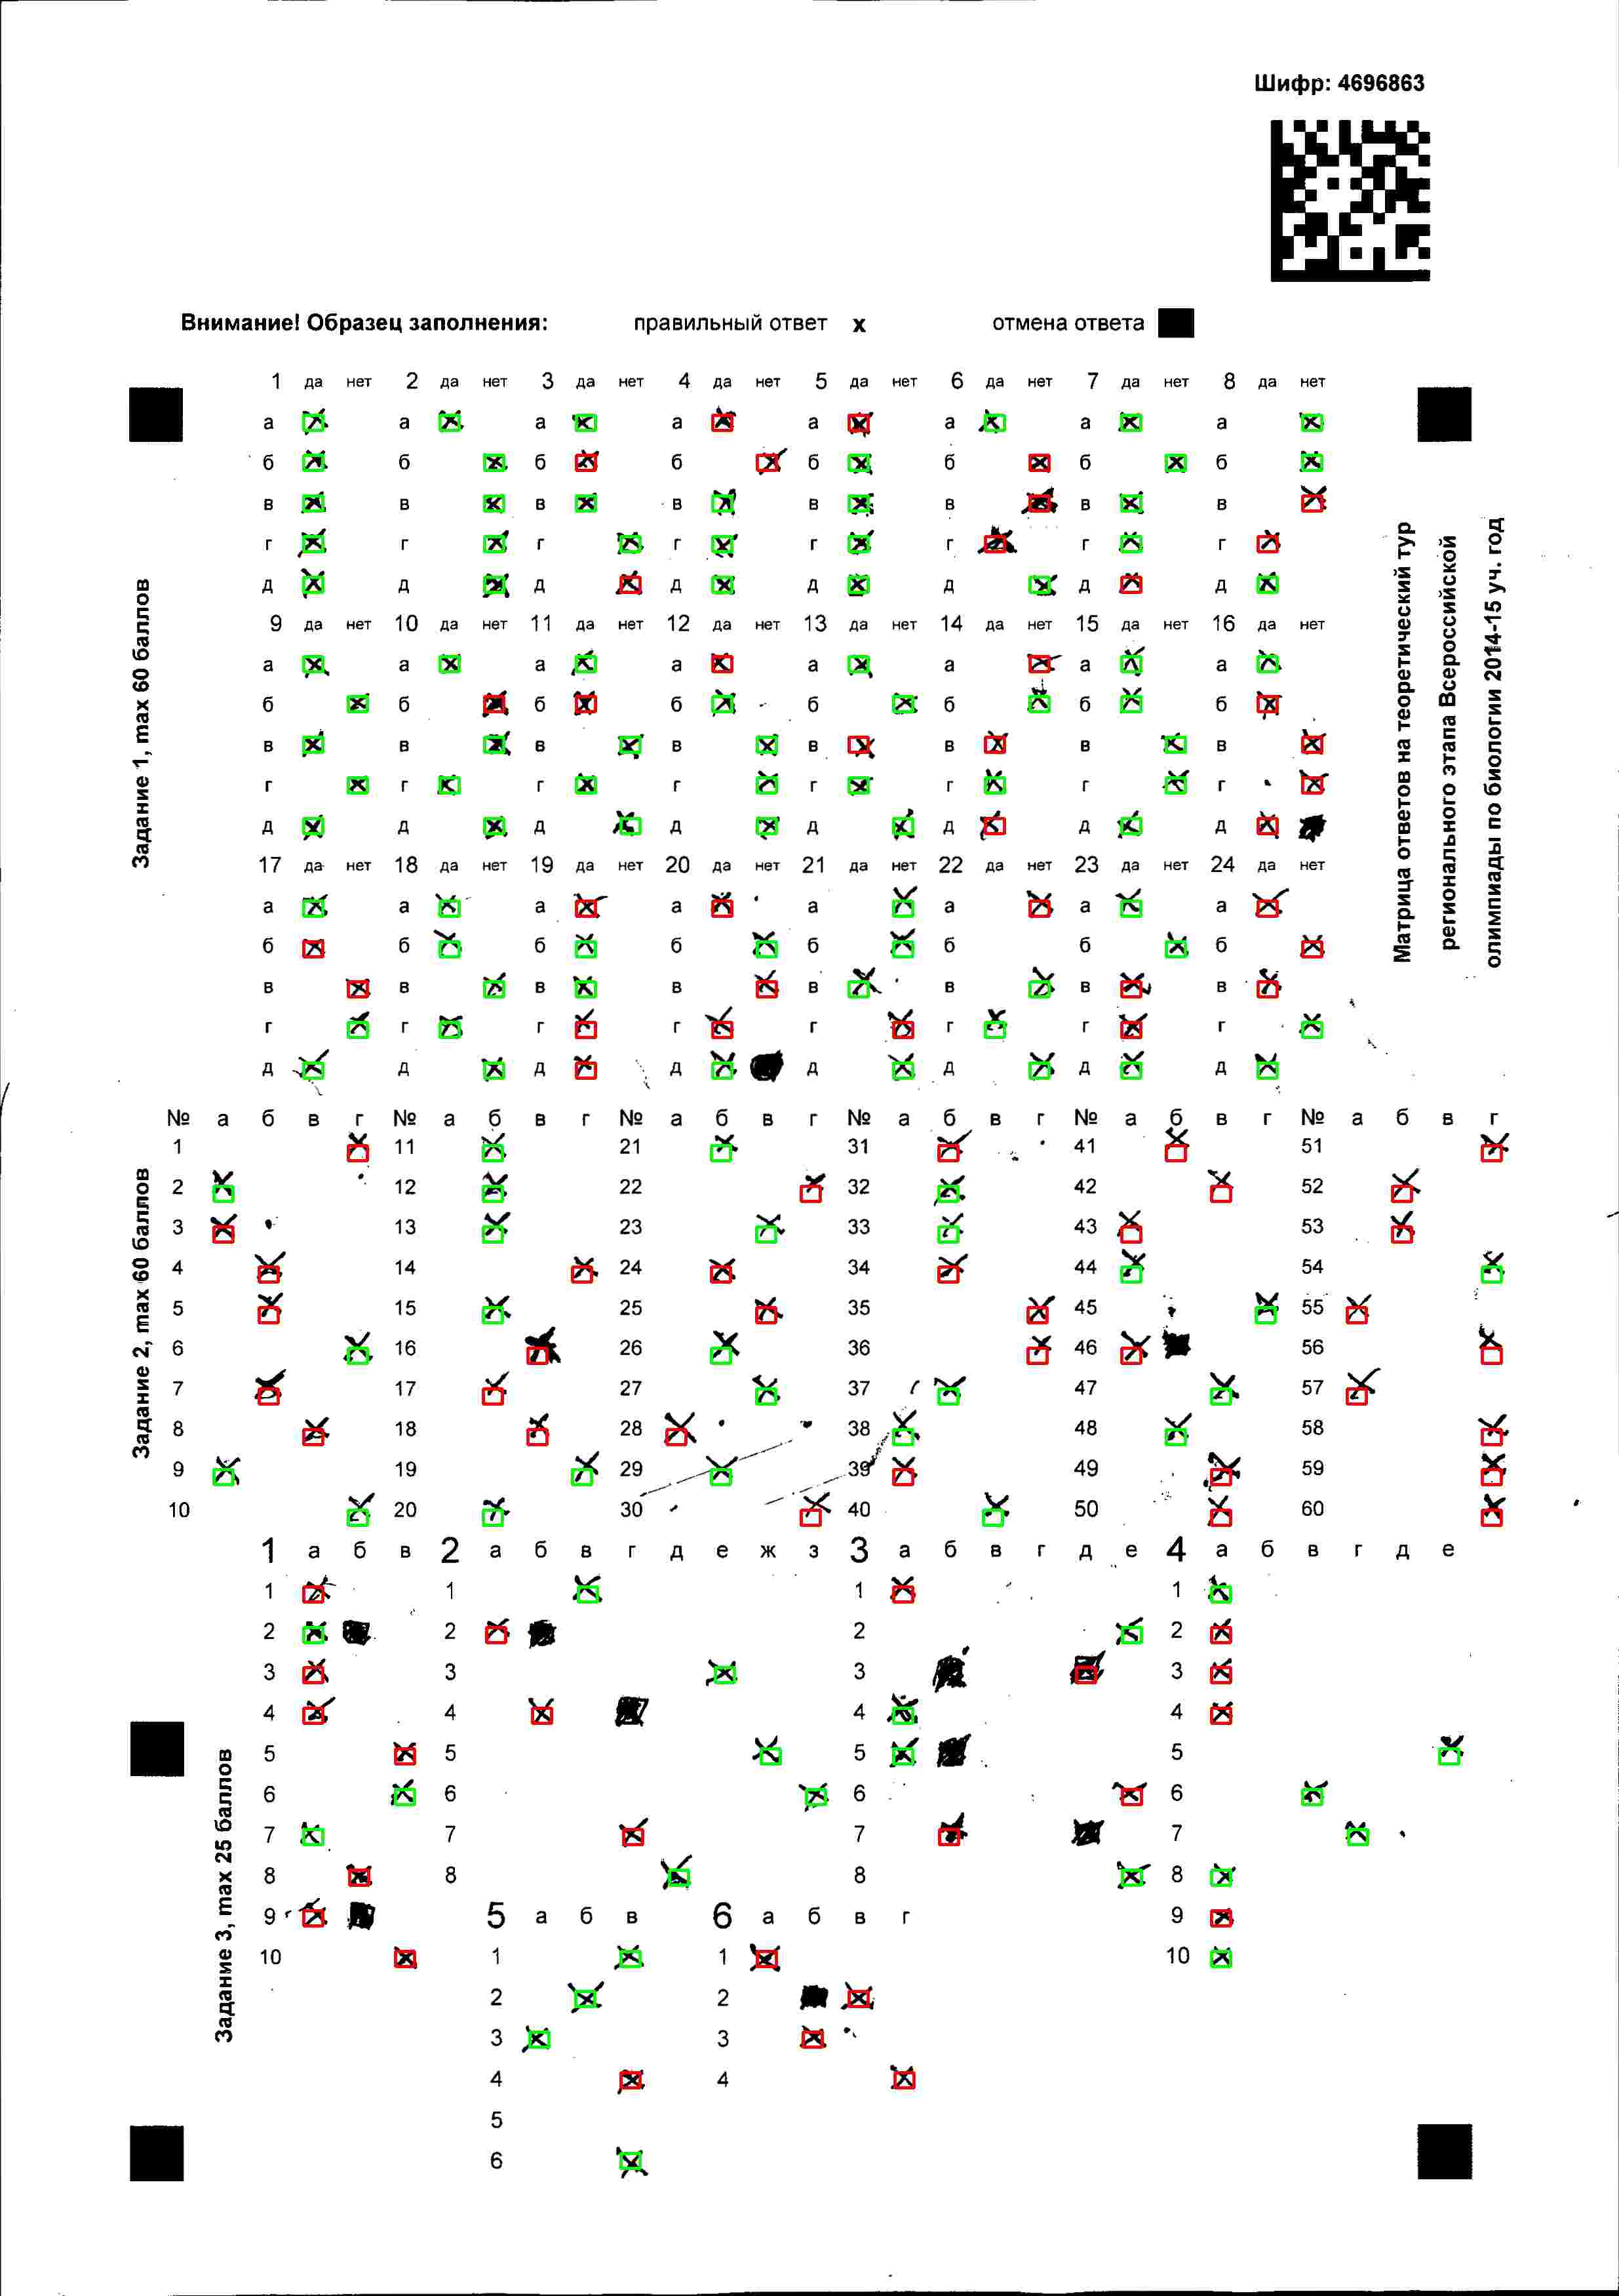 Шифр: 4696863
Внимание! Образец заполнения: правильный ответ х отмена ответа
Задание 1, max 60 баллов
1 да нет 2 да нет 3 да нет 4 да нет 5 да нет 6 да нет 7 да нет 8 да нет
а а а а а а а а
б б б б б б б б
в в в в в в в в
г г г г г г г г
д д д д д д д д
9 да нет 10 да нет 11 да нет 12 да нет 13 да нет 14 да нет 15 да нет 16 да нет
а а а а а а а а
б б б б б б б б
в в в в в в в в
г г г г г г г г
д д д д д д д д
17 да нет 18 да нет 19 да нет 20 да нет 21 да нет 22 да нет 23 да нет 24 да нет
а а а а а а а а
б б б б б б б б
в в в в в в в в
г г г г г г г г
д д д д д д д д
Матрица ответов на теоретический тур
регионального этапа Всероссийской
олимпиады по биологии 2014-15 уч. год
Задание 2, max 60 баллов
№ а б в г № а б в г № а б в г № а б в г № а б в г № а б в г
1 11 21 31 41 51
2 12 22 32 42 52
3 13 23 33 43 53
4 14 24 34 44 54
5 15 25 35 45 55
6 16 26 36 46 56
7 17 27 37 47 57
8 18 28 38 48 58
9 19 29 39 49 59
10 20 30 40 50 60
Задание 3, max 25 баллов
1 а б в 2 а б в г д е ж з 3 а б в г д е 4 а б в г д е
1 1 1 1
2 2 2 2
3 3 3 3
4 4 4 4
5 5 5 5
6 6 6 6
7 7 7 7
8 8 8 8
9 5 а б в 6 а б в г 9
10 1 1 10
2 2
3 3
4 4
5
6